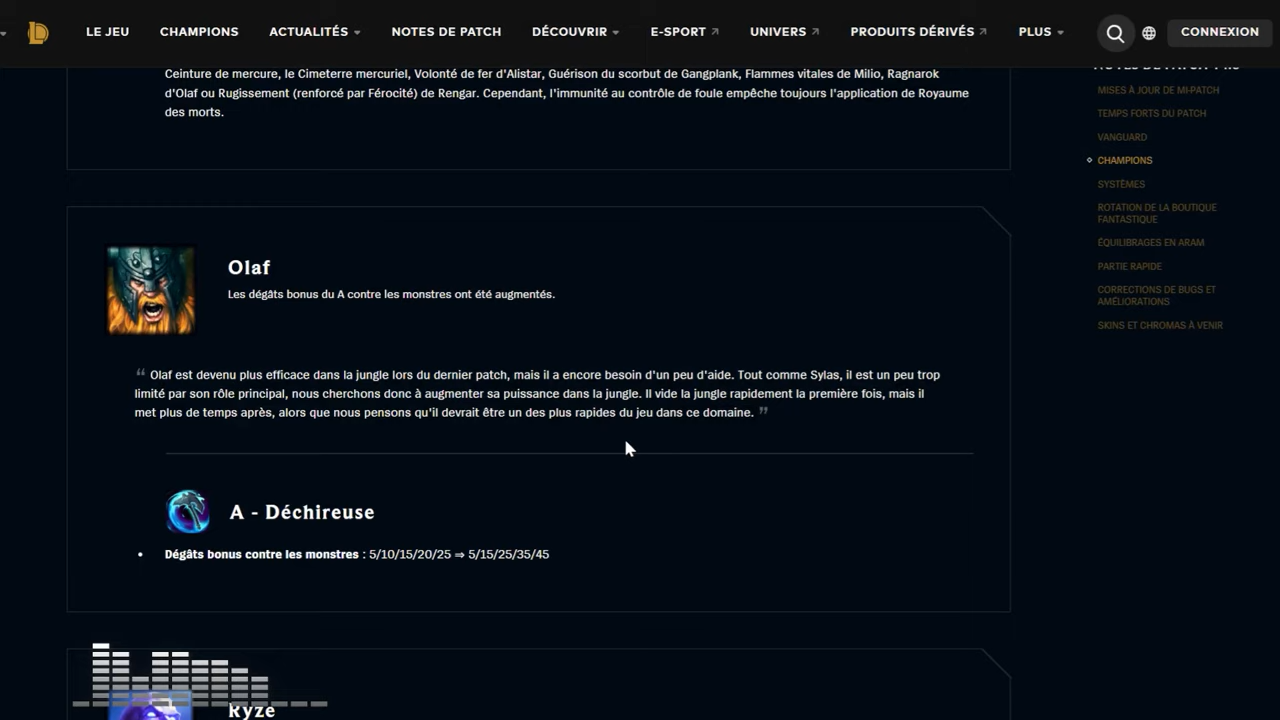 LE JEU
CHAMPIONS
ACTUALITÉS
NOTES DE PATCH
DÉCOUVRIR
E-SPORT
UNIVERS
PRODUITS DÉRIVÉS
PLUS
CONNEXION
Ceinture de mercure, le Cimeterre mercuriel, Volonté de fer d'Alistar, Guérison du scorbut de Gangplank, Flammes vitales de Milio, Ragnarok
d'Olaf ou Rugissement (renforcé par Férocité) de Rengar. Cependant, l'immunité au contrôle de foule empêche toujours l'application de Royaume
des morts.
Olaf
Les dégâts bonus du A contre les monstres ont été augmentés.
“ Olaf est devenu plus efficace dans la jungle lors du dernier patch, mais il a encore besoin d'un peu d'aide. Tout comme Sylas, il est un peu trop
limité par son rôle principal, nous cherchons donc à augmenter sa puissance dans la jungle. Il vide la jungle rapidement la première fois, mais il
met plus de temps après, alors que nous pensons qu'il devrait être un des plus rapides du jeu dans ce domaine. ”
A - Déchireuse
• Dégâts bonus contre les monstres : 5/10/15/20/25 ⇒ 5/15/25/35/45
Ryze
MISES À JOUR DE MI-PATCH
TEMPS FORTS DU PATCH
VANGUARD
CHAMPIONS
SYSTÈMES
ROTATION DE LA BOUTIQUE
FANTASTIQUE
ÉQUILIBRAGES EN ARAM
PARTIE RAPIDE
CORRECTIONS DE BUGS ET
AMÉLIORATIONS
SKINS ET CHROMAS À VENIR